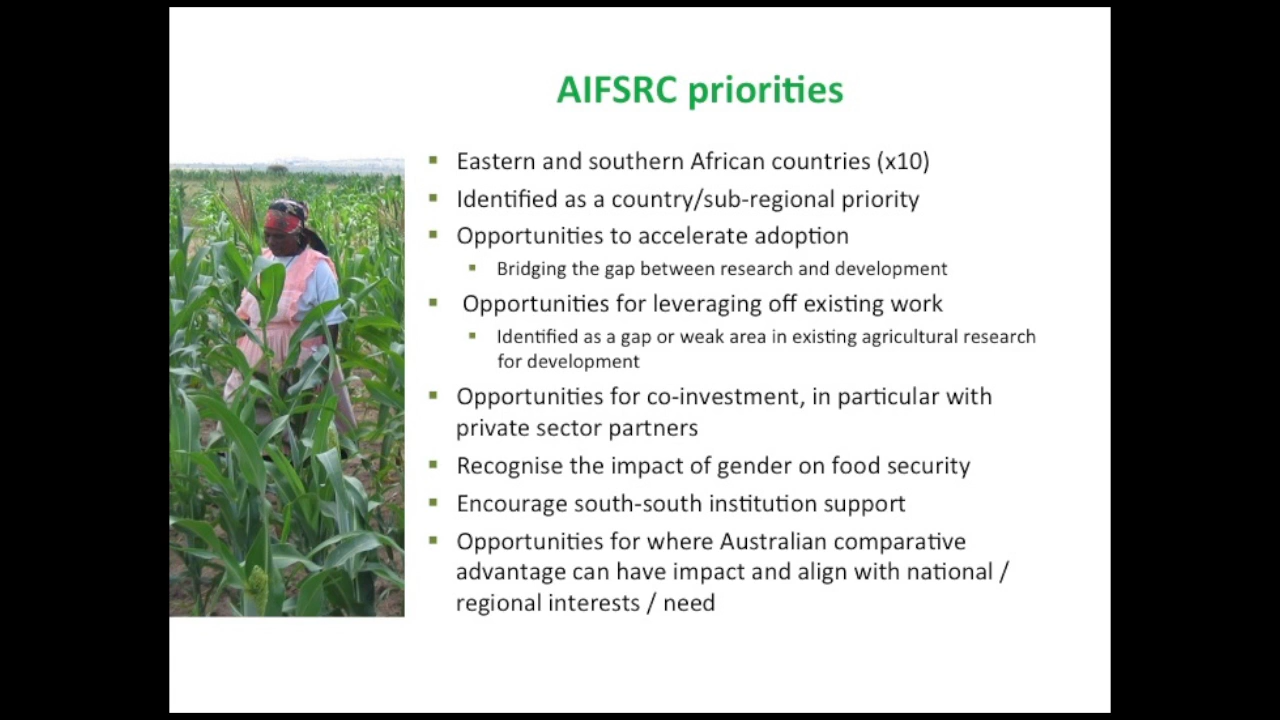 AIFSRC priorities
Eastern and southern African countries (x10)
Identified as a country/sub-regional priority
Opportunities to accelerate adoption
Bridging the gap between research and development
Opportunities for leveraging off existing work
Identified as a gap or weak area in existing agricultural research
for development
Opportunities for co-investment, in particular with
private sector partners
Recognise the impact of gender on food security
Encourage south-south institution support
Opportunities for where Australian comparative
advantage can have impact and align with national /
regional interests / need